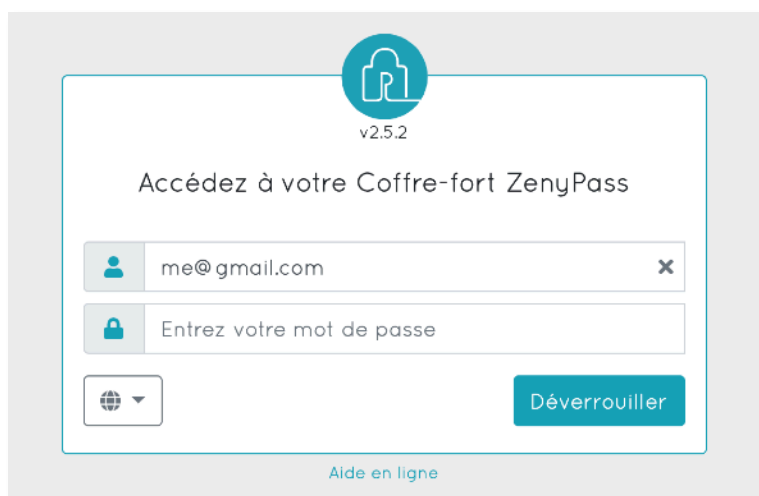 v2.5.2
Accédez à votre Coffre-fort ZenyPass
me@gmail.com
Entrez votre mot de passe
Déverrouiller
Aide en ligne